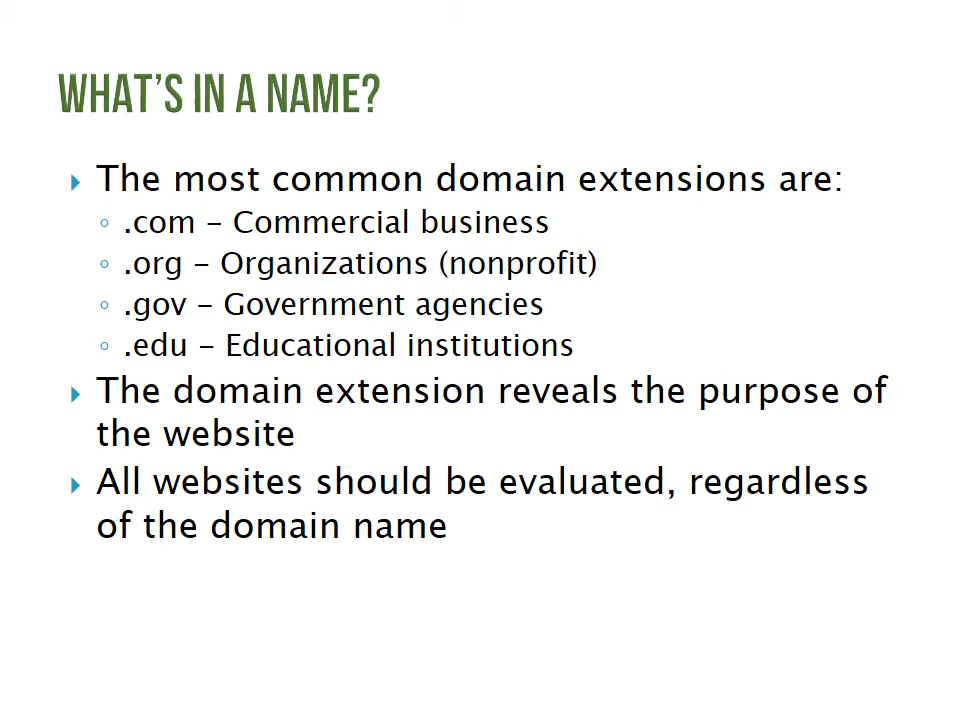 WHAT'S IN A NAME?
The most common domain extensions are:
.com – Commercial business
.org – Organizations (nonprofit)
.gov – Government agencies
.edu – Educational institutions
The domain extension reveals the purpose of
the website
All websites should be evaluated, regardless
of the domain name